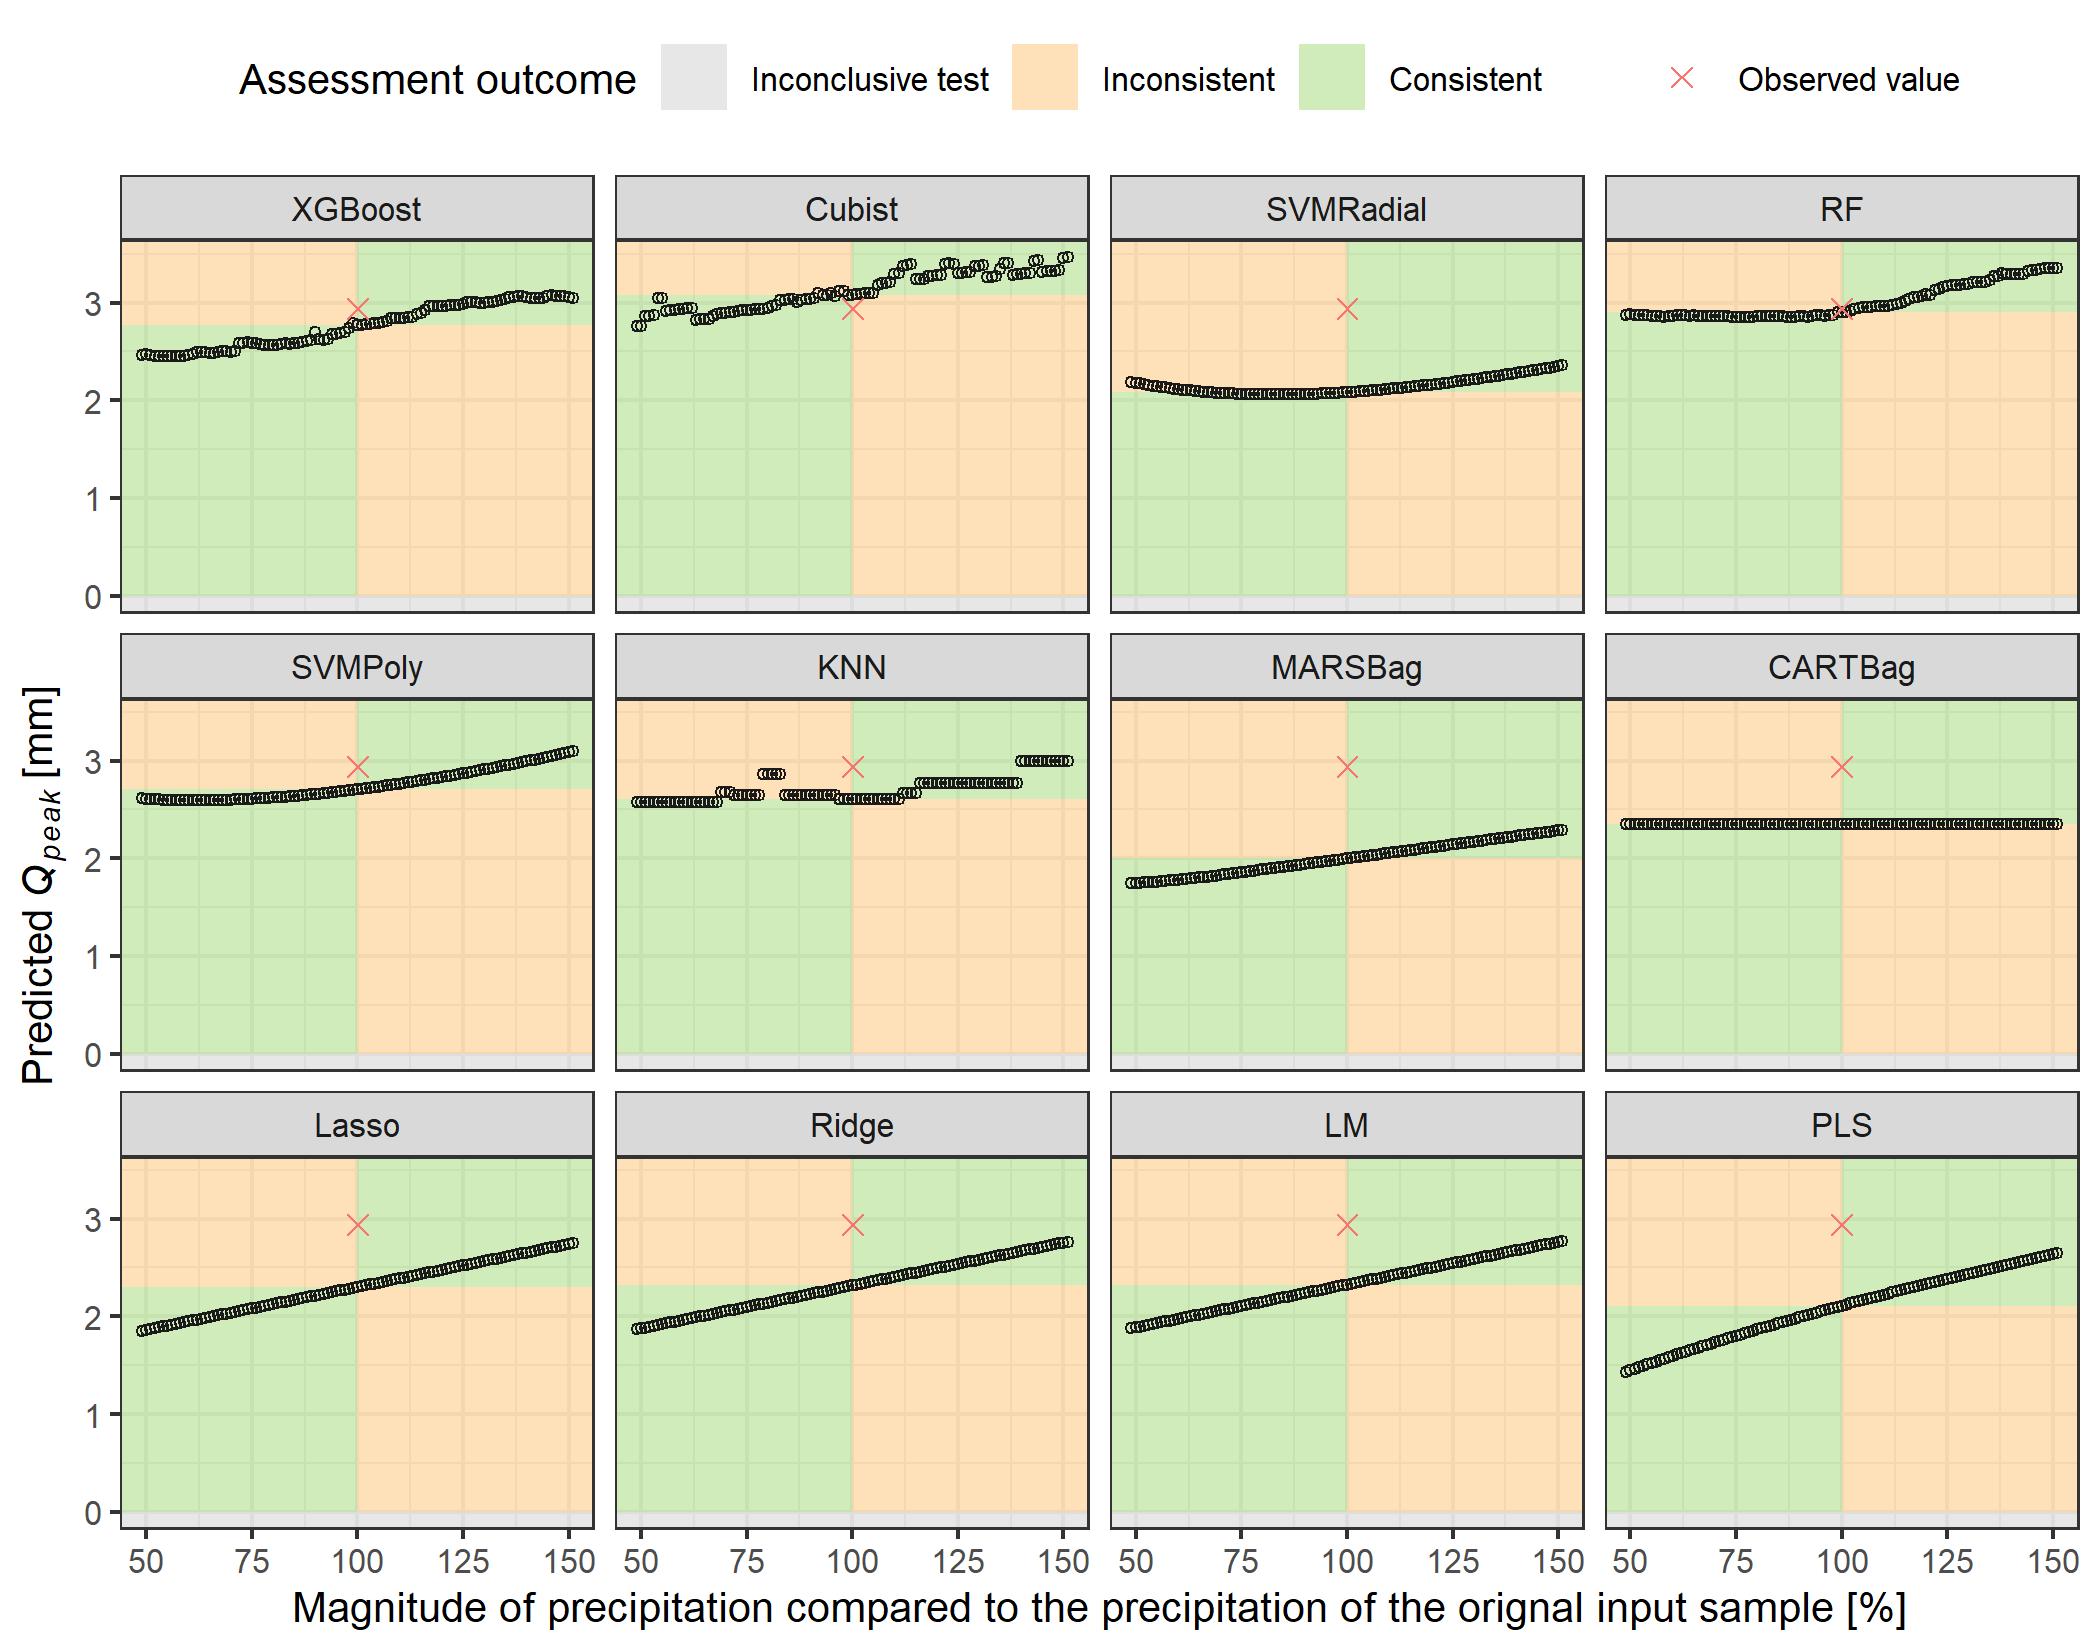 Assessment outcome Inconclusive test Inconsistent Consistent Observed value
XGBoost Cubist SVMRadial RF
3
2
1
0
SVMPoly KNN MARSBag CARTBag
3
2
1
0
Lasso Ridge LM PLS
3
2
1
0
Predicted Qpeak [mm]
50 75 100 125 150 50 75 100 125 150 50 75 100 125 150 50 75 100 125 150
Magnitude of precipitation compared to the precipitation of the orignal input sample [%]